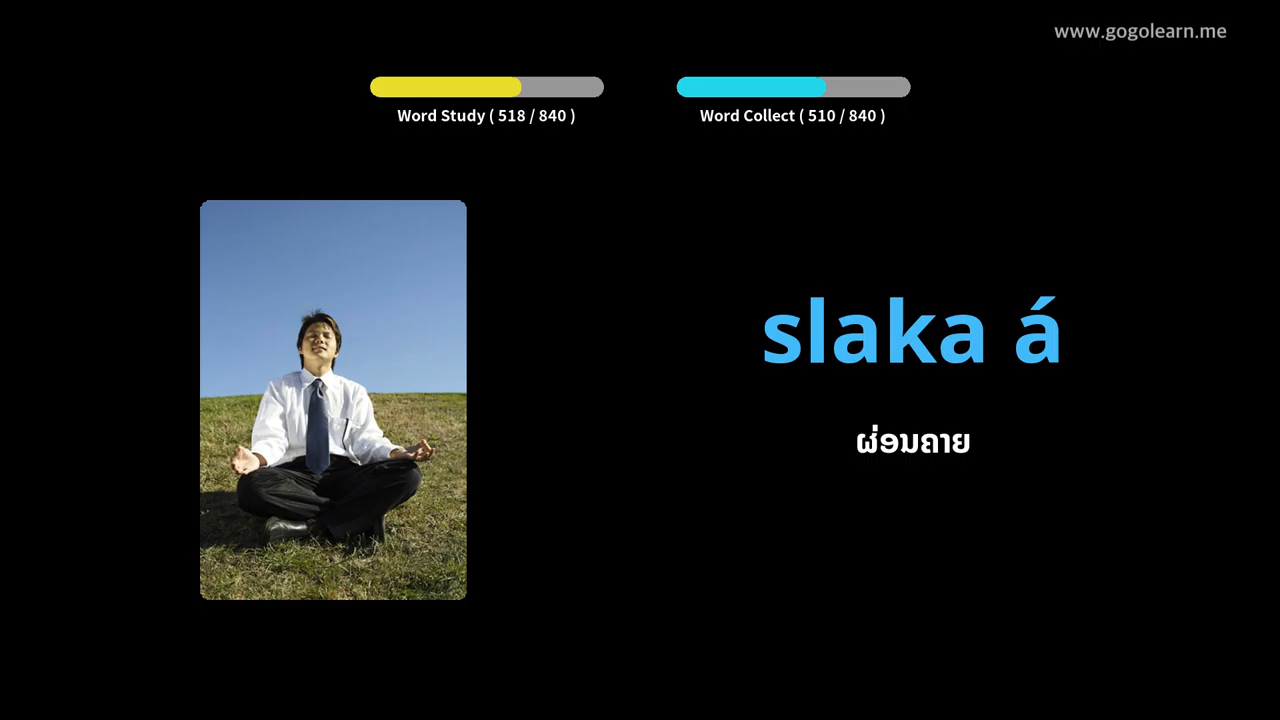 www.gogolearn.me
Word Study ( 518 / 840 )
Word Collect ( 510 / 840 )
slaka á
ຜ່ອນຄາຍ